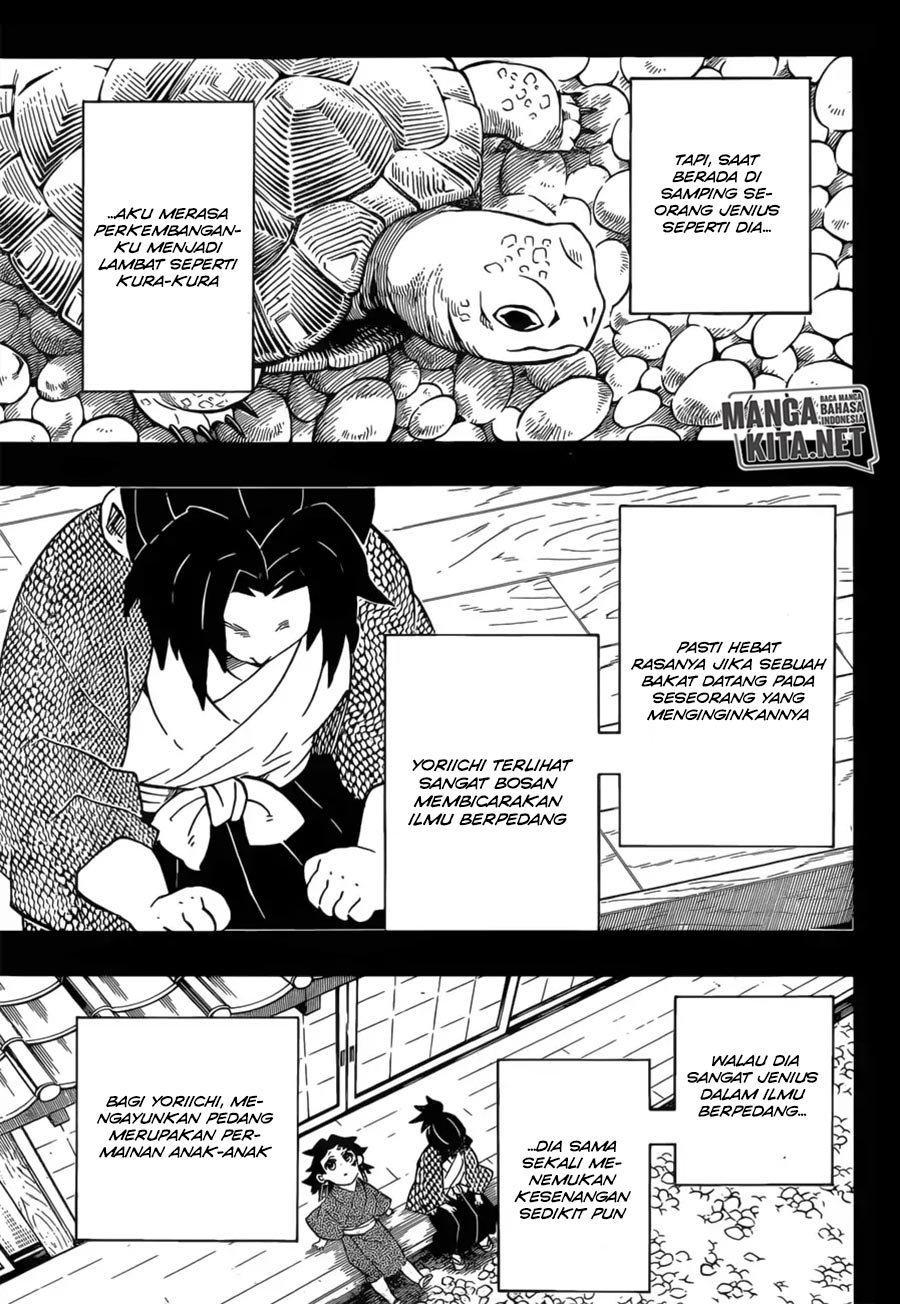 TAPI, SAAT
BERADA DI
SAMPING SE-
ORANG JENIUS
SEPERTI DIA...
...AKU MERASA
PERKEMBANGAN-
KU MENJADI
LAMBAT SEPERTI
KURA-KURA
MANGA
KITA.NET
BACA MANGA
BAHASA
INDONESIA
PASTI HEBAT
RASANYA JIKA SEBUAH
BAKAT DATANG PADA
SESEORANG YANG
MENGINGINKANNYA
YORIICHI TERLIHAT
SANGAT BOSAN
MEMBICARAKAN
ILMU BERPEDANG
WALAU DIA
SANGAT JENIUS
DALAM ILMU
BERPEDANG...
...DIA SAMA
SEKALI ME-
NEMUKAN
KESENANGAN
SEDIKIT PUN
BAGI YORIICHI, ME-
NGAYUNKAN PEDANG
MERUPAKAN PER-
MAINAN ANAK-ANAK